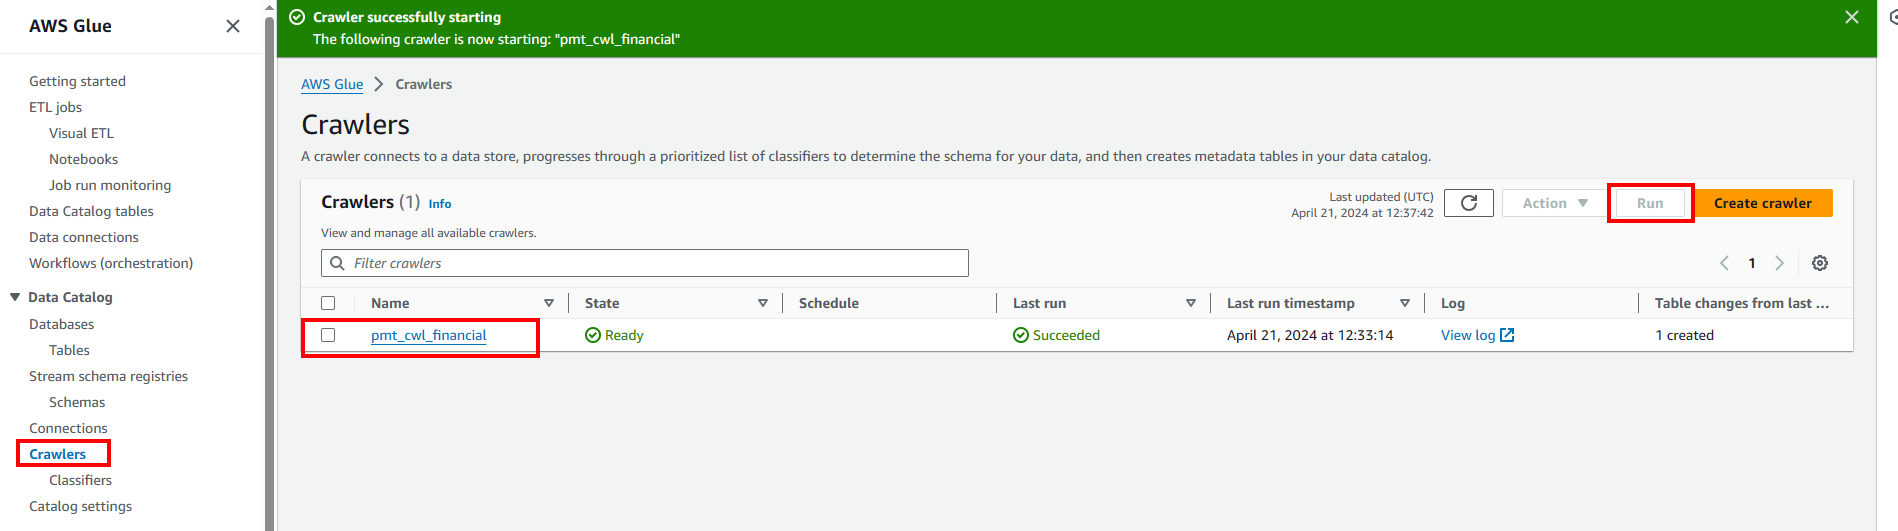 AWS Glue
Getting started
ETL jobs
Visual ETL
Notebooks
Job run monitoring
Data Catalog tables
Data connections
Workflows (orchestration)
Data Catalog
Databases
Tables
Stream schema registries
Schemas
Connections
Crawlers
Classifiers
Catalog settings
Crawler successfully starting
The following crawler is now starting: "pmt_cwl_financial"
AWS Glue > Crawlers
Crawlers
A crawler connects to a data store, progresses through a prioritized list of classifiers to determine the schema for your data, and then creates metadata tables in your data catalog.
Crawlers (1) Info
View and manage all available crawlers.
Last updated (UTC)
April 21, 2024 at 12:37:42
Action Run Create crawler
Filter crawlers
1
Name State Schedule Last run Last run timestamp Log Table changes from last ...
pmt_cwl_financial Ready Succeeded April 21, 2024 at 12:33:14 View log 1 created